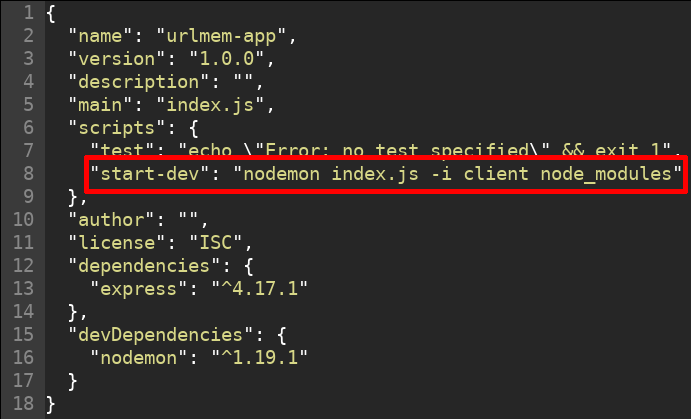 1 {
2 "name": "urlmem-app",
3 "version": "1.0.0",
4 "description": "",
5 "main": "index.js",
6 "scripts": {
7 "test": "echo \"Error: no test specified\" && exit 1",
8 "start-dev": "nodemon index.js -i client node_modules"
9 },
10 "author": "",
11 "license": "ISC",
12 "dependencies": {
13 "express": "^4.17.1"
14 },
15 "devDependencies": {
16 "nodemon": "^1.19.1"
17 }
18 }